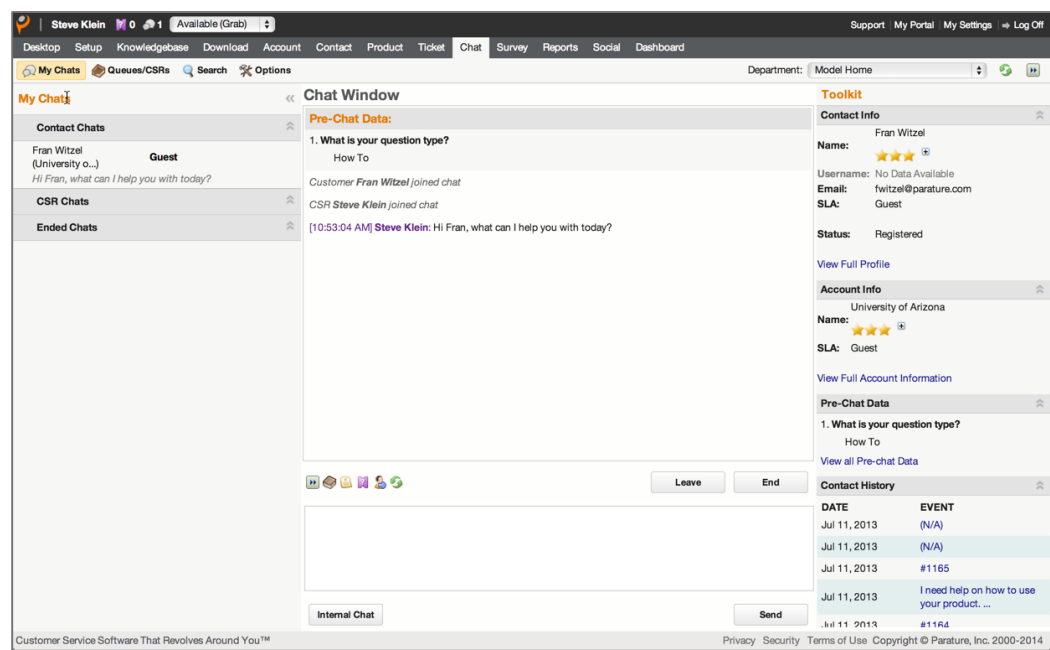 Steve Klein 0 1 Available (Grab) Support My Portal My Settings Log Off
Desktop Setup Knowledgebase Download Account Contact Product Ticket Chat Survey Reports Social Dashboard
My Chats Queues/CSRs Search Options Department: Model Home
My Chats
Contact Chats
Fran Witzel
(University o...)
Guest
Hi Fran, what can I help you with today?
CSR Chats
Ended Chats
Chat Window
Pre-Chat Data:
1. What is your question type?
How To
Customer Fran Witzel joined chat
CSR Steve Klein joined chat
[10:53:04 AM] Steve Klein: Hi Fran, what can I help you with today?
Leave End
Internal Chat Send
Toolkit
Contact Info
Fran Witzel
Name:
Username: No Data Available
Email: fwitzel@parature.com
SLA: Guest
Status: Registered
View Full Profile
Account Info
University of Arizona
Name:
SLA: Guest
View Full Account Information
Pre-Chat Data
1. What is your question type?
How To
View all Pre-chat Data
Contact History
DATE EVENT
Jul 11, 2013 (N/A)
Jul 11, 2013 (N/A)
Jul 11, 2013 #1165
Jul 11, 2013 I need help on how to use
your product. ...
Jul 11, 2013 #1164
Customer Service Software That Revolves Around You™ Privacy Security Terms of Use Copyright © Parature, Inc. 2000-2014